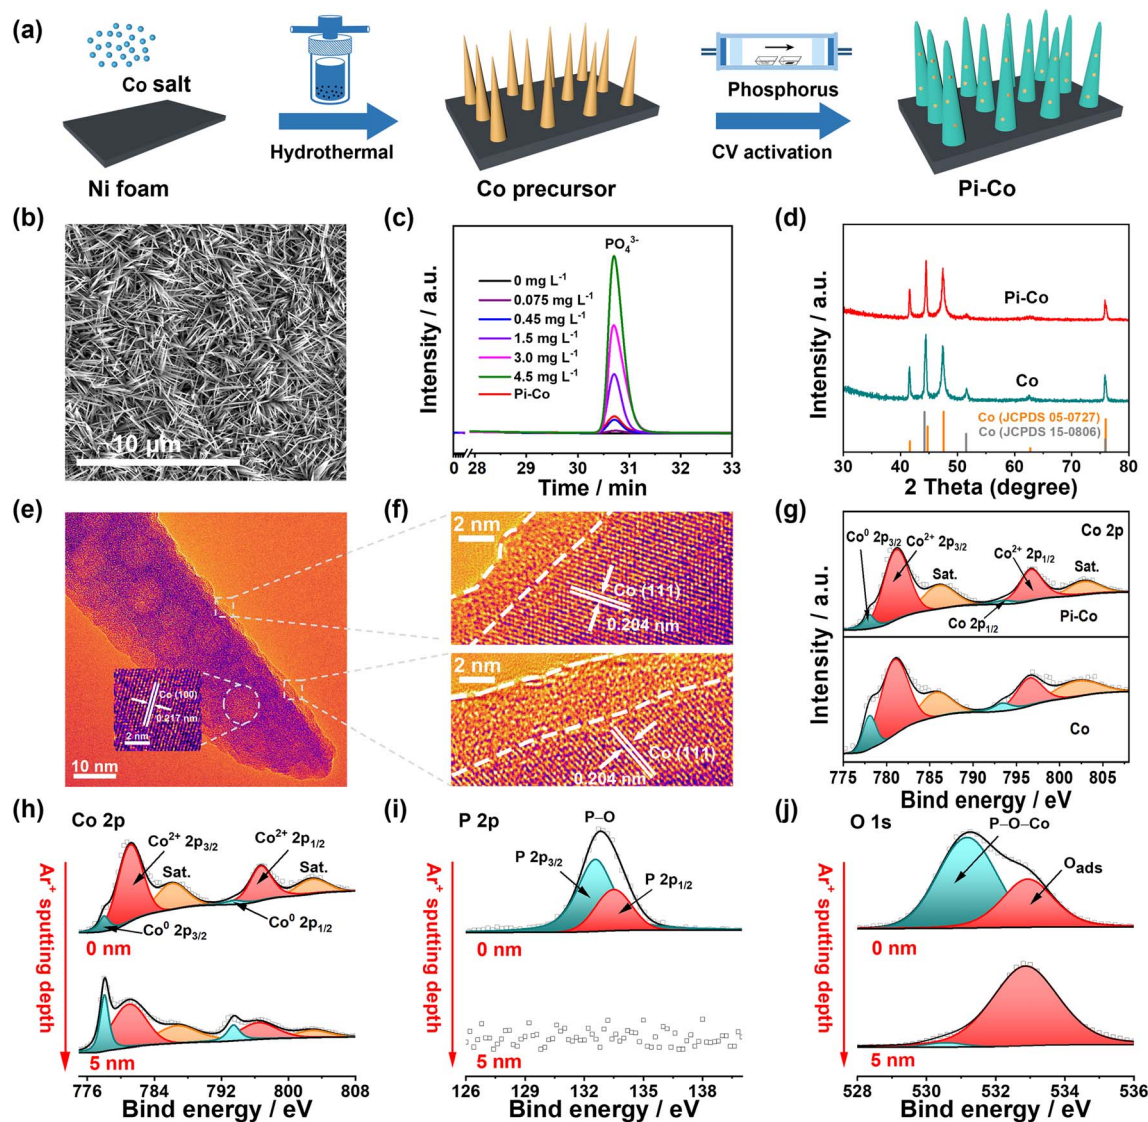 (a)
Co salt
Ni foam
Hydrothermal
Co precursor
Phosphorus
CV activation
Pi-Co
(b)
10 µm
(c)
Intensity / a.u.
PO₄³⁻
0 mg L⁻¹
0.075 mg L⁻¹
0.45 mg L⁻¹
1.5 mg L⁻¹
3.0 mg L⁻¹
4.5 mg L⁻¹
Pi-Co
0 28 29 30 31 32 33
Time / min
(d)
Intensity / a.u.
Pi-Co
Co
Co (JCPDS 05-0727)
Co (JCPDS 15-0806)
30 40 50 60 70 80
2 Theta (degree)
(e)
Co (100)
0.217 nm
2 nm
10 nm
(f)
2 nm
Co (111)
0.204 nm
2 nm
Co (111)
0.204 nm
(g)
Intensity / a.u.
Co 2p
Co⁰ 2p₃/₂
Co²⁺ 2p₃/₂
Sat.
Co²⁺ 2p₁/₂
Sat.
Co 2p₁/₂
Pi-Co
Co
775 780 785 790 795 800 805
Bind energy / eV
(h)
Co 2p
Ar⁺ sputting depth
Co²⁺ 2p₃/₂
Sat.
Co²⁺ 2p₁/₂
Sat.
Co⁰ 2p₃/₂
Co⁰ 2p₁/₂
0 nm
5 nm
776 784 792 800 808
Bind energy / eV
(i)
P 2p
Ar⁺ sputting depth
P–O
P 2p₃/₂
P 2p₁/₂
0 nm
5 nm
126 129 132 135 138
Bind energy / eV
(j)
O 1s
Ar⁺ sputting depth
P–O–Co
Oads
0 nm
5 nm
528 530 532 534 536
Bind energy / eV